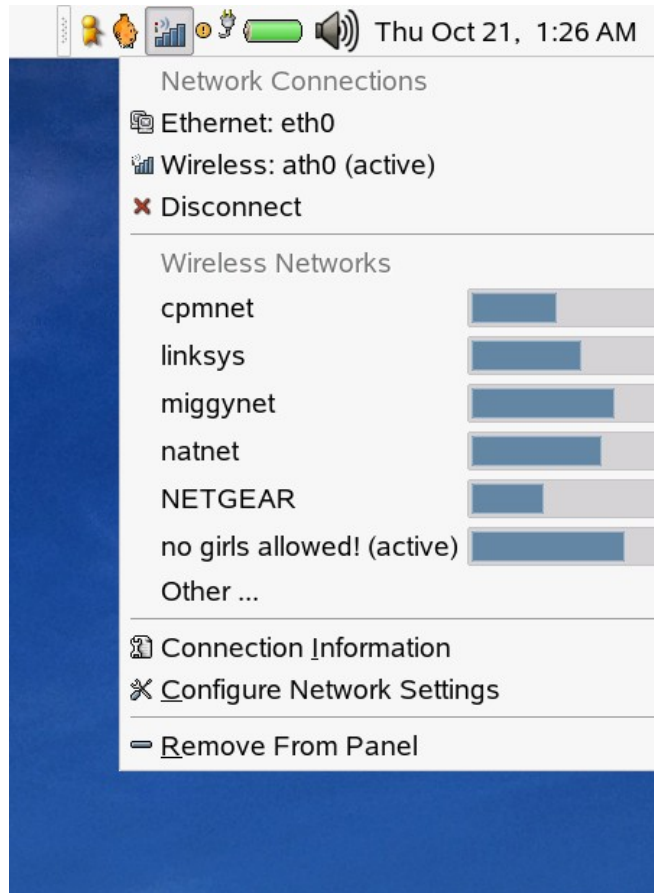 Thu Oct 21, 1:26 AM
Network Connections
Ethernet: eth0
Wireless: ath0 (active)
Disconnect
Wireless Networks
cpmnet
linksys
miggynet
natnet
NETGEAR
no girls allowed! (active)
Other ...
Connection Information
Configure Network Settings
Remove From Panel